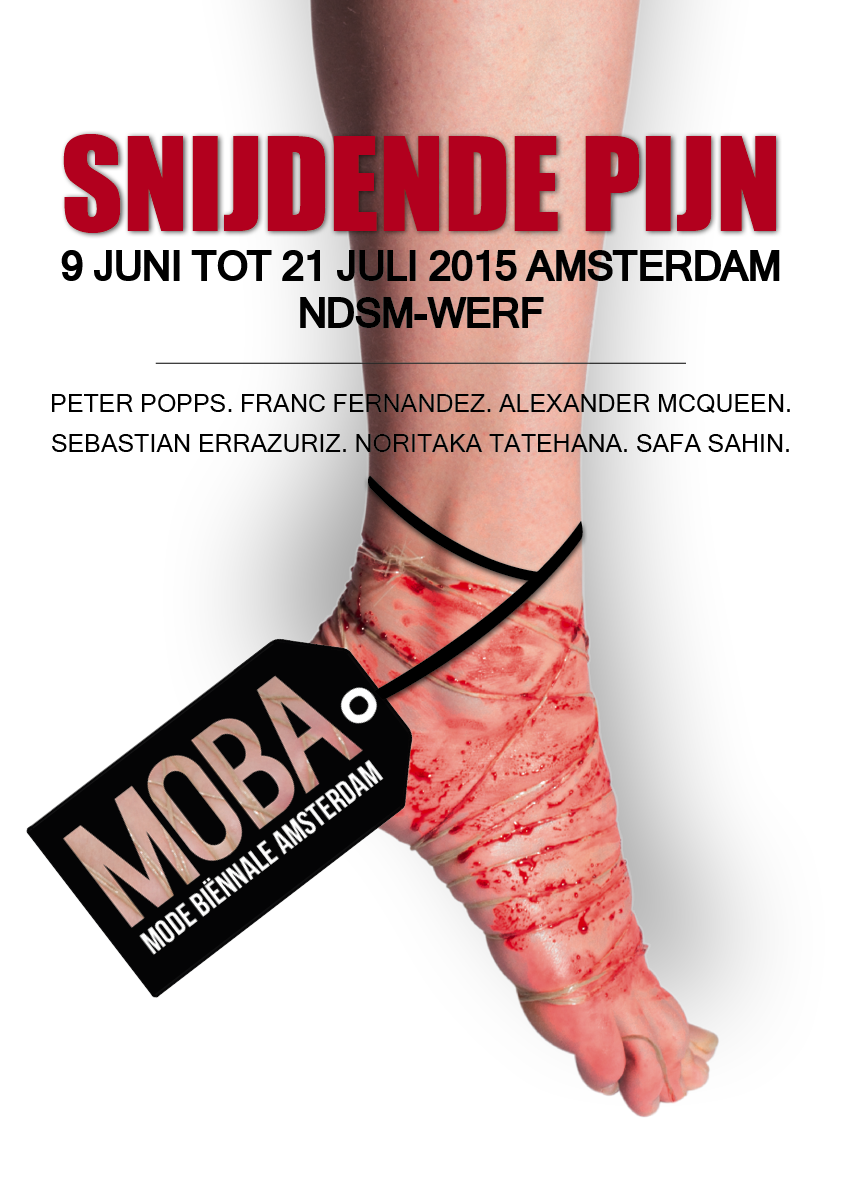 SNIJDENDE PIJN
9 JUNI TOT 21 JULI 2015 AMSTERDAM
NDSM-WERF
PETER POPPS. FRANC FERNANDEZ. ALEXANDER MCQUEEN.
SEBASTIAN ERRAZURIZ. NORITAKA TATEHANA. SAFA SAHIN.
MOBA
MODE BIËNNALE AMSTERDAM